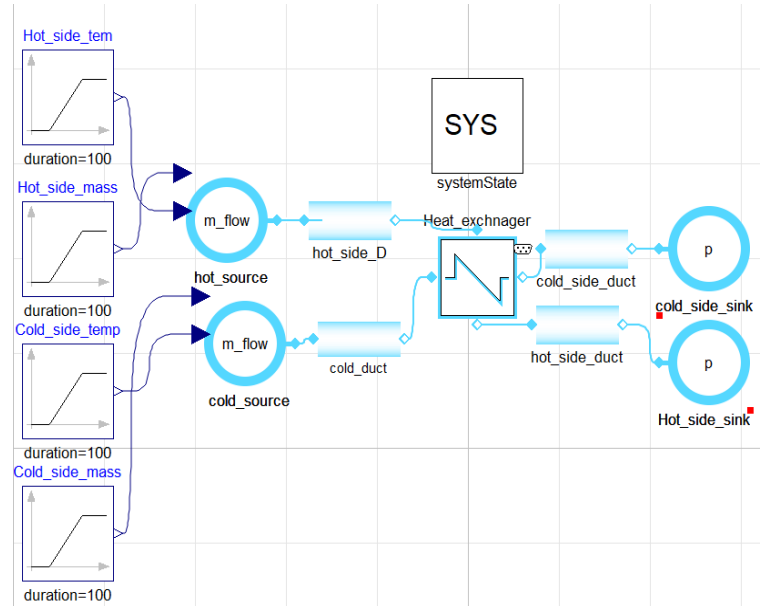 Hot_side_tem
duration=100
Hot_side_mass
duration=100
Cold_side_temp
duration=100
Cold_side_mass
duration=100
SYS
systemState
m_flow
hot_source
hot_side_D
Heat_exchnager
m_flow
cold_source
cold_duct
cold_side_duct
p
cold_side_sink
hot_side_duct
p
Hot_side_sink